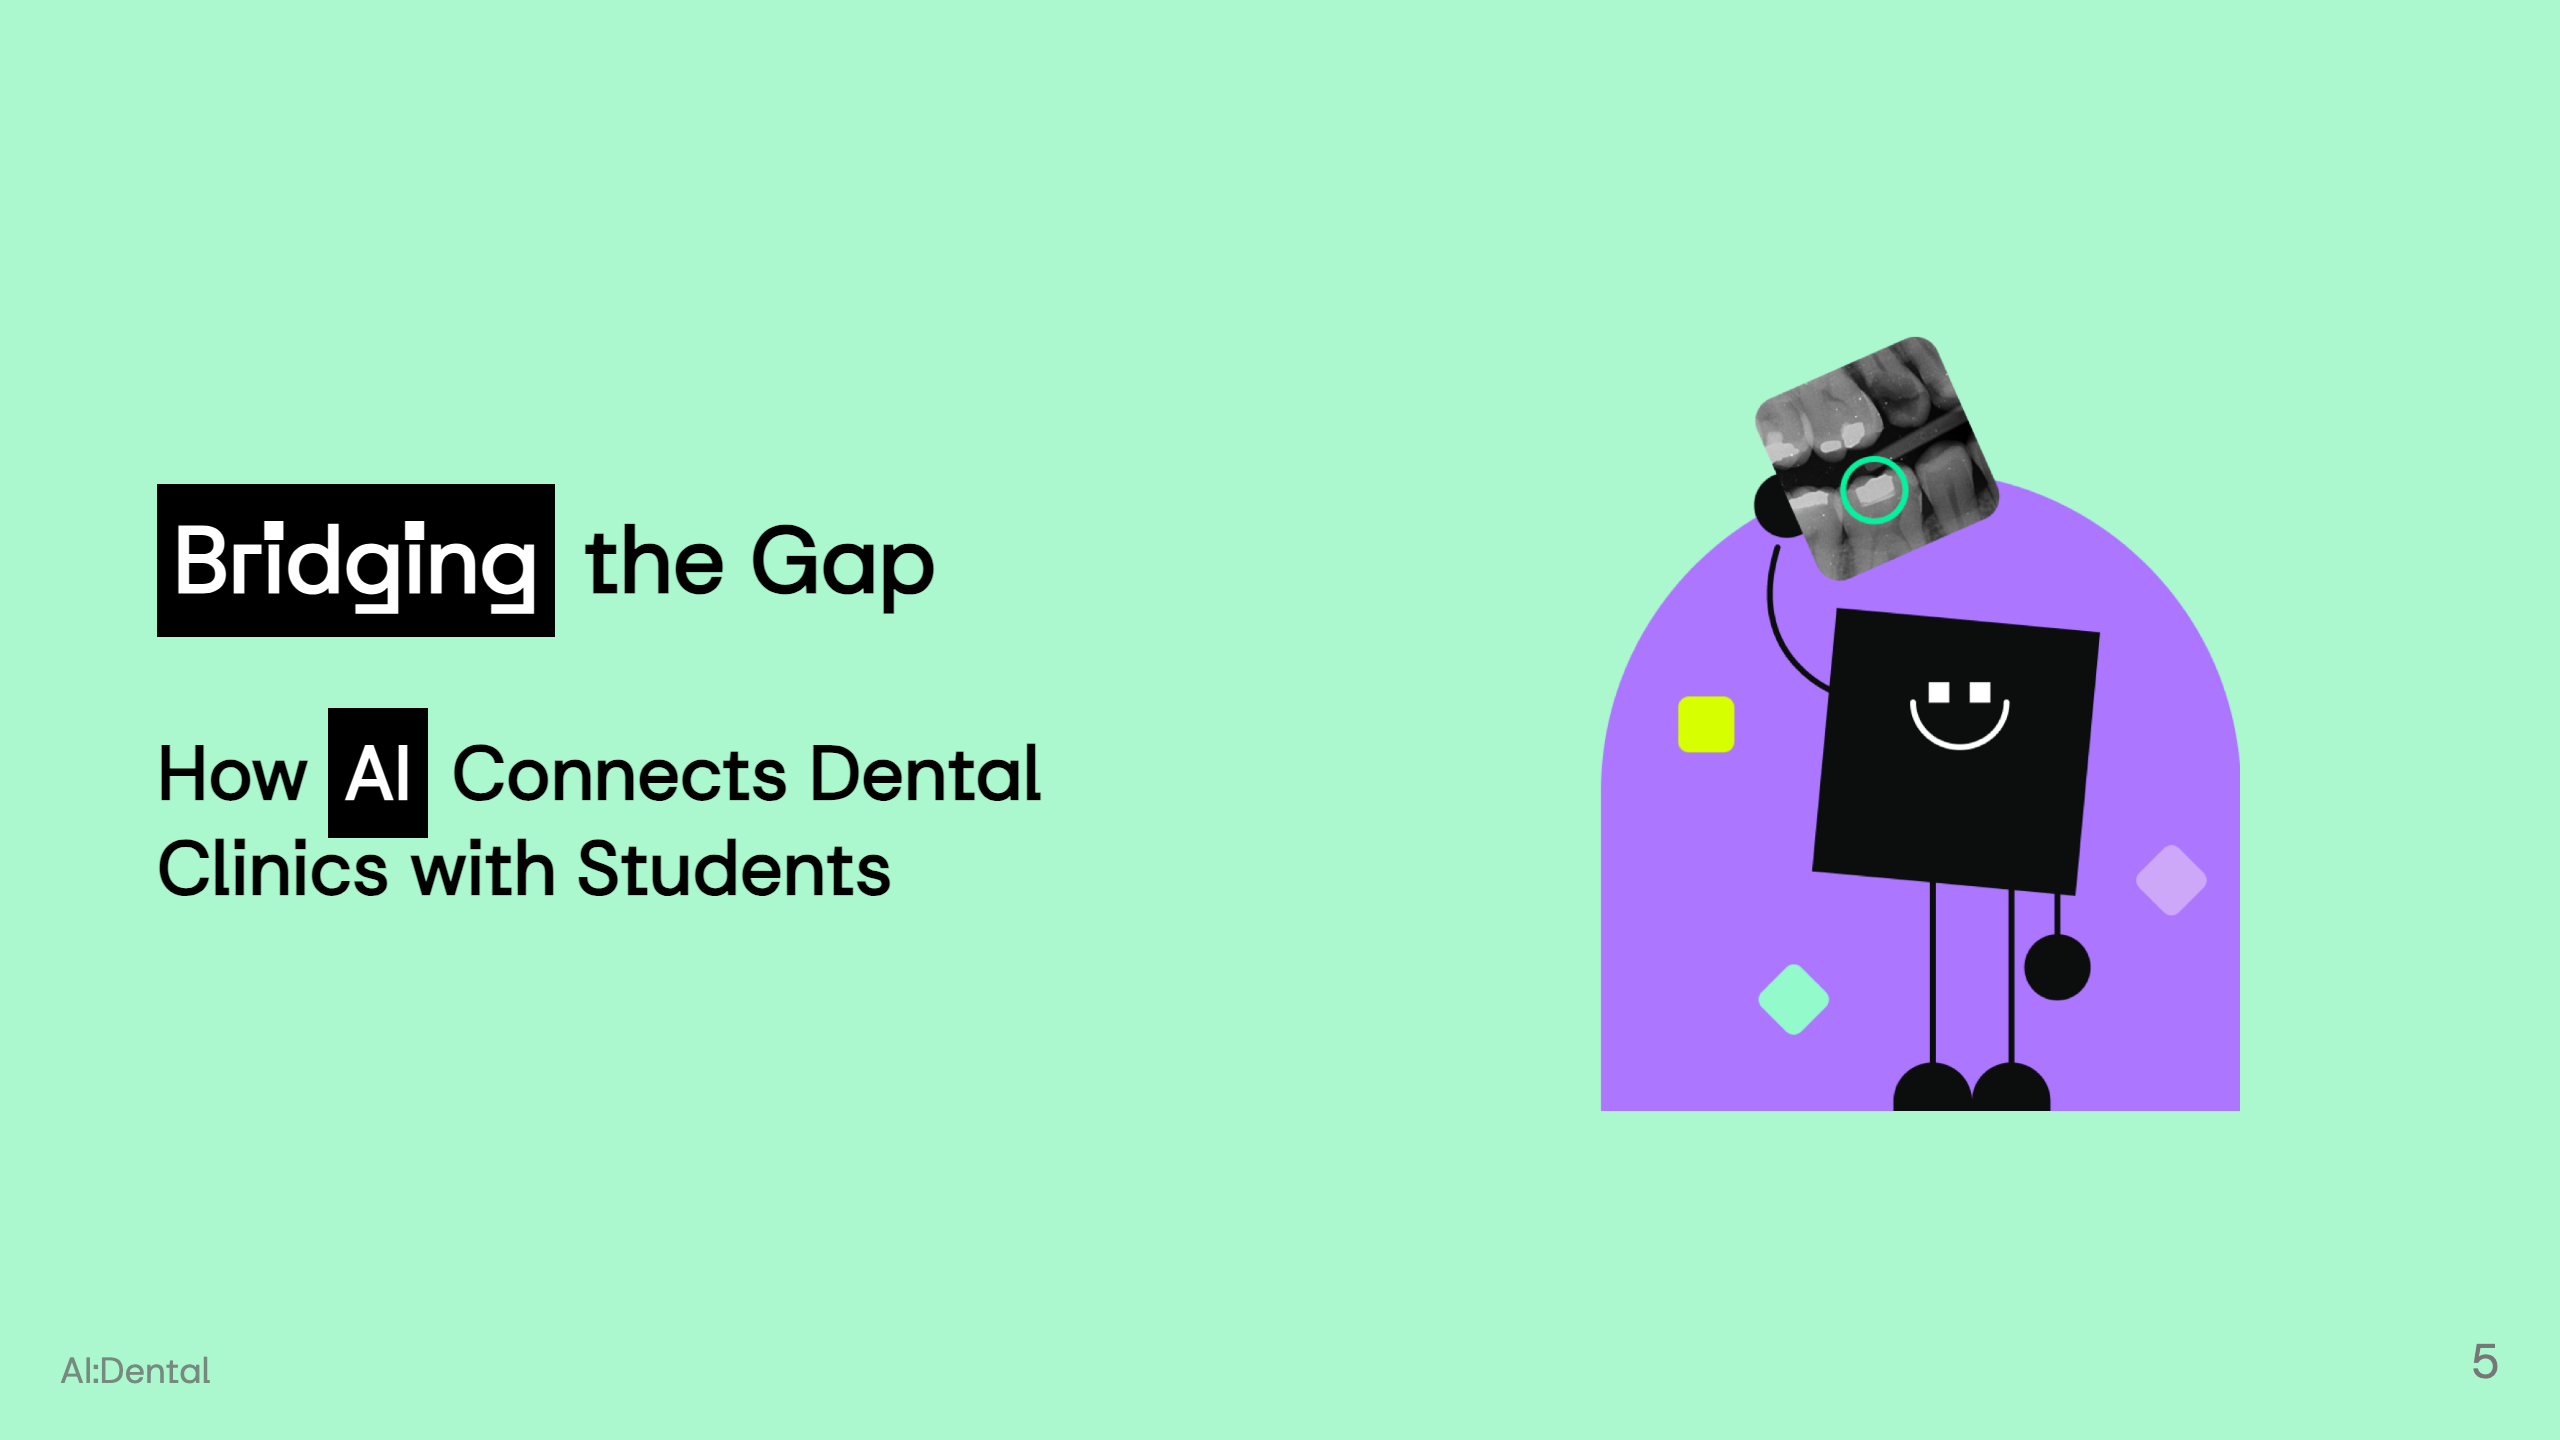 Bridging the Gap
How AI Connects Dental
Clinics with Students
AI:Dental
5